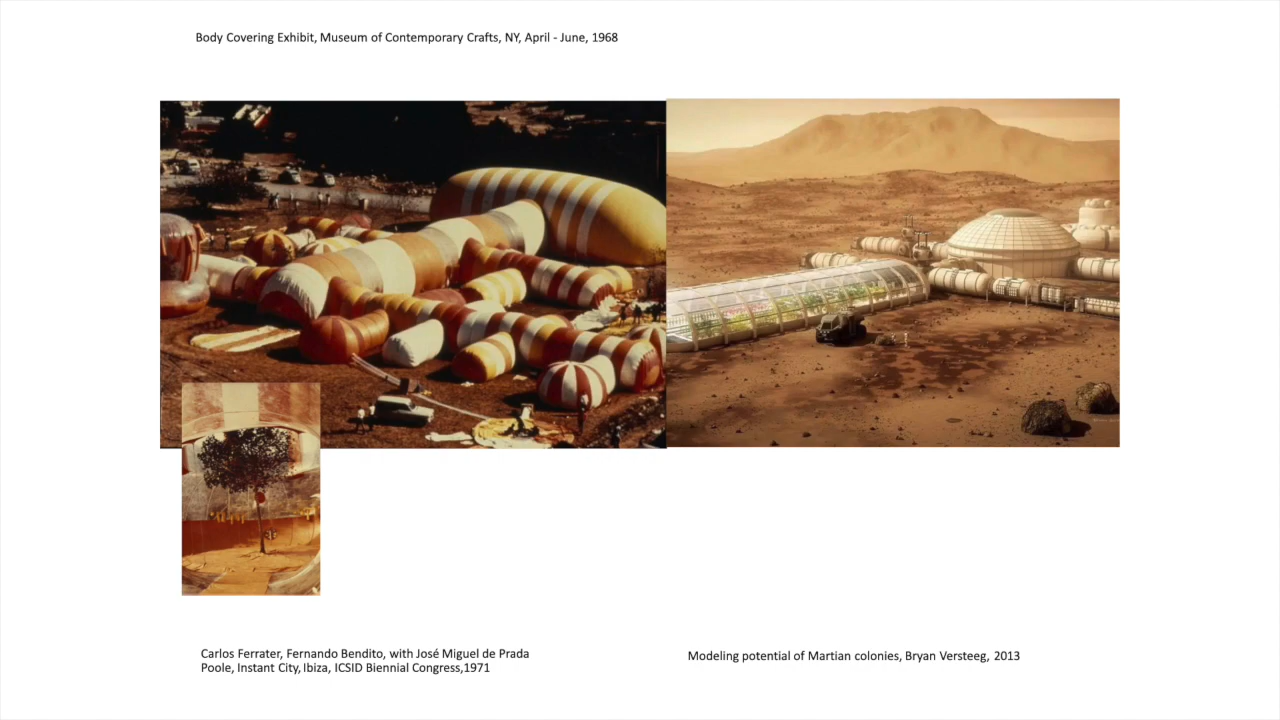 Body Covering Exhibit, Museum of Contemporary Crafts, NY, April - June, 1968
Carlos Ferrater, Fernando Bendito, with José Miguel de Prada
Poole, Instant City, Ibiza, ICSID Biennial Congress,1971
Modeling potential of Martian colonies, Bryan Versteeg, 2013